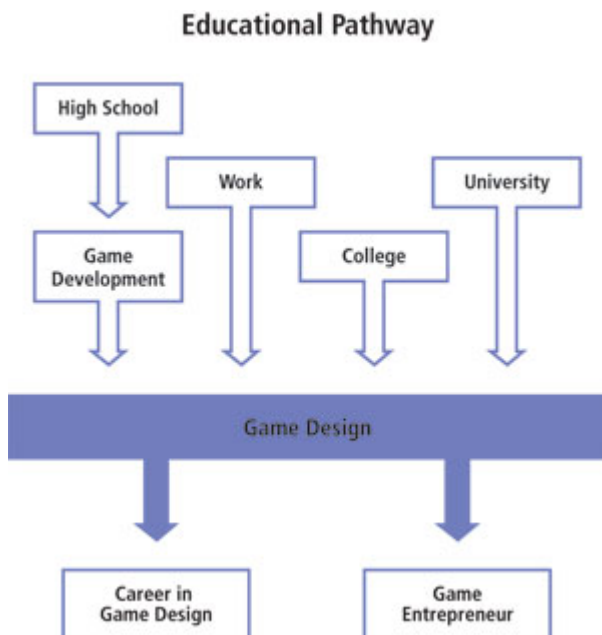 Educational Pathway
High School
Work
University
Game
Development
College
Game Design
Career in
Game Design
Game
Entrepreneur